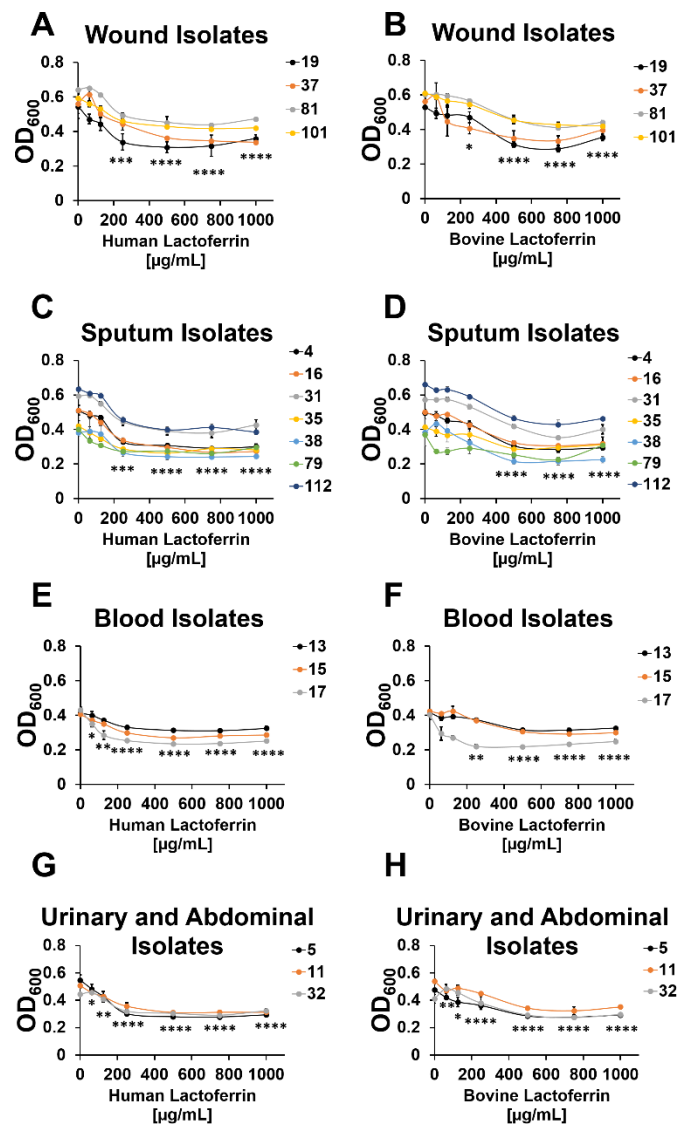 A
Wound Isolates
OD600
0.8
0.6
0.4
0.2
0
***
****
****
****
0 200 400 600 800 1000
Human Lactoferrin
[µg/mL]
19
37
81
101
B
Wound Isolates
OD600
0.8
0.6
0.4
0.2
0
*
****
****
****
0 200 400 600 800 1000
Bovine Lactoferrin
[µg/mL]
19
37
81
101
C
Sputum Isolates
OD600
0.8
0.6
0.4
0.2
0
***
****
****
****
0 200 400 600 800 1000
Human Lactoferrin
[µg/mL]
4
16
31
35
38
79
112
D
Sputum Isolates
OD600
0.8
0.6
0.4
0.2
0
****
****
****
0 200 400 600 800 1000
Bovine Lactoferrin
[µg/mL]
4
16
31
35
38
79
112
E
Blood Isolates
OD600
0.8
0.6
0.4
0.2
0
*
**
****
****
****
****
0 200 400 600 800 1000
Human Lactoferrin
[µg/mL]
13
15
17
F
Blood Isolates
OD600
0.8
0.6
0.4
0.2
0
**
****
****
****
0 200 400 600 800 1000
Bovine Lactoferrin
[µg/mL]
13
15
17
G
Urinary and Abdominal
Isolates
OD600
0.8
0.6
0.4
0.2
0
*
**
****
****
****
****
0 200 400 600 800 1000
Human Lactoferrin
[µg/mL]
5
11
32
H
Urinary and Abdominal
Isolates
OD600
0.8
0.6
0.4
0.2
0
**
*
****
****
****
****
0 200 400 600 800 1000
Bovine Lactoferrin
[µg/mL]
5
11
32